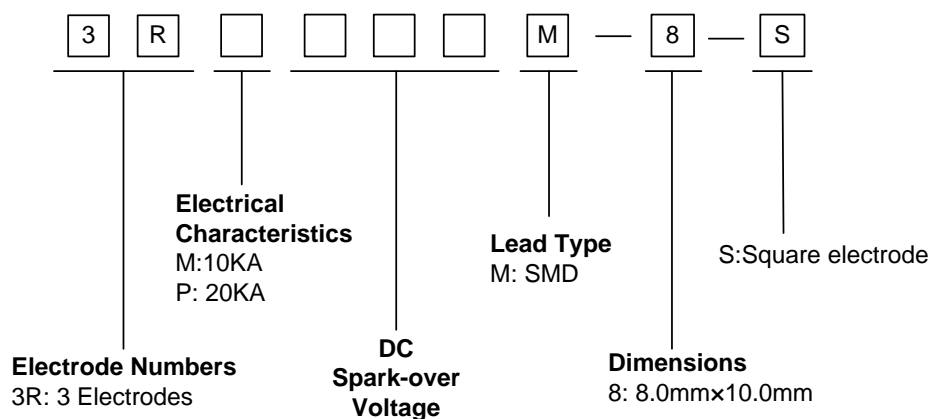 3 R M — 8 — S
Electrical
Characteristics
M:10KA
P: 20KA
Lead Type
M: SMD
S:Square electrode
Electrode Numbers
3R: 3 Electrodes
DC
Spark-over
Voltage
Dimensions
8: 8.0mm×10.0mm